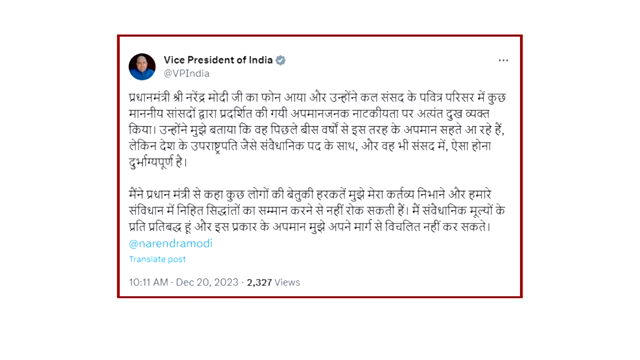 Vice President of India
@VPIndia
प्रधानमंत्री श्री नरेंद्र मोदी जी का फोन आया और उन्होंने कल संसद के पवित्र परिसर में कुछ
माननीय सांसदों द्वारा प्रदर्शित की गयी अपमानजनक नाटकीयता पर अत्यंत दुख व्यक्त
किया। उन्होंने मुझे बताया कि वह पिछले बीस वर्षों से इस तरह के अपमान सहते आ रहे हैं,
लेकिन देश के उपराष्ट्रपति जैसे संवैधानिक पद के साथ, और वह भी संसद में, ऐसा होना
दुर्भाग्यपूर्ण है।
मैंने प्रधान मंत्री से कहा कुछ लोगों की बेतुकी हरकतें मुझे मेरा कर्तव्य निभाने और हमारे
संविधान में निहित सिद्धांतों का सम्मान करने से नहीं रोक सकती हैं। मैं संवैधानिक मूल्यों के
प्रति प्रतिबद्ध हूं और इस प्रकार के अपमान मुझे अपने मार्ग से विचलित नहीं कर सकते।
@narendramodi
Translate post
10:11 AM · Dec 20, 2023 · 2,327 Views